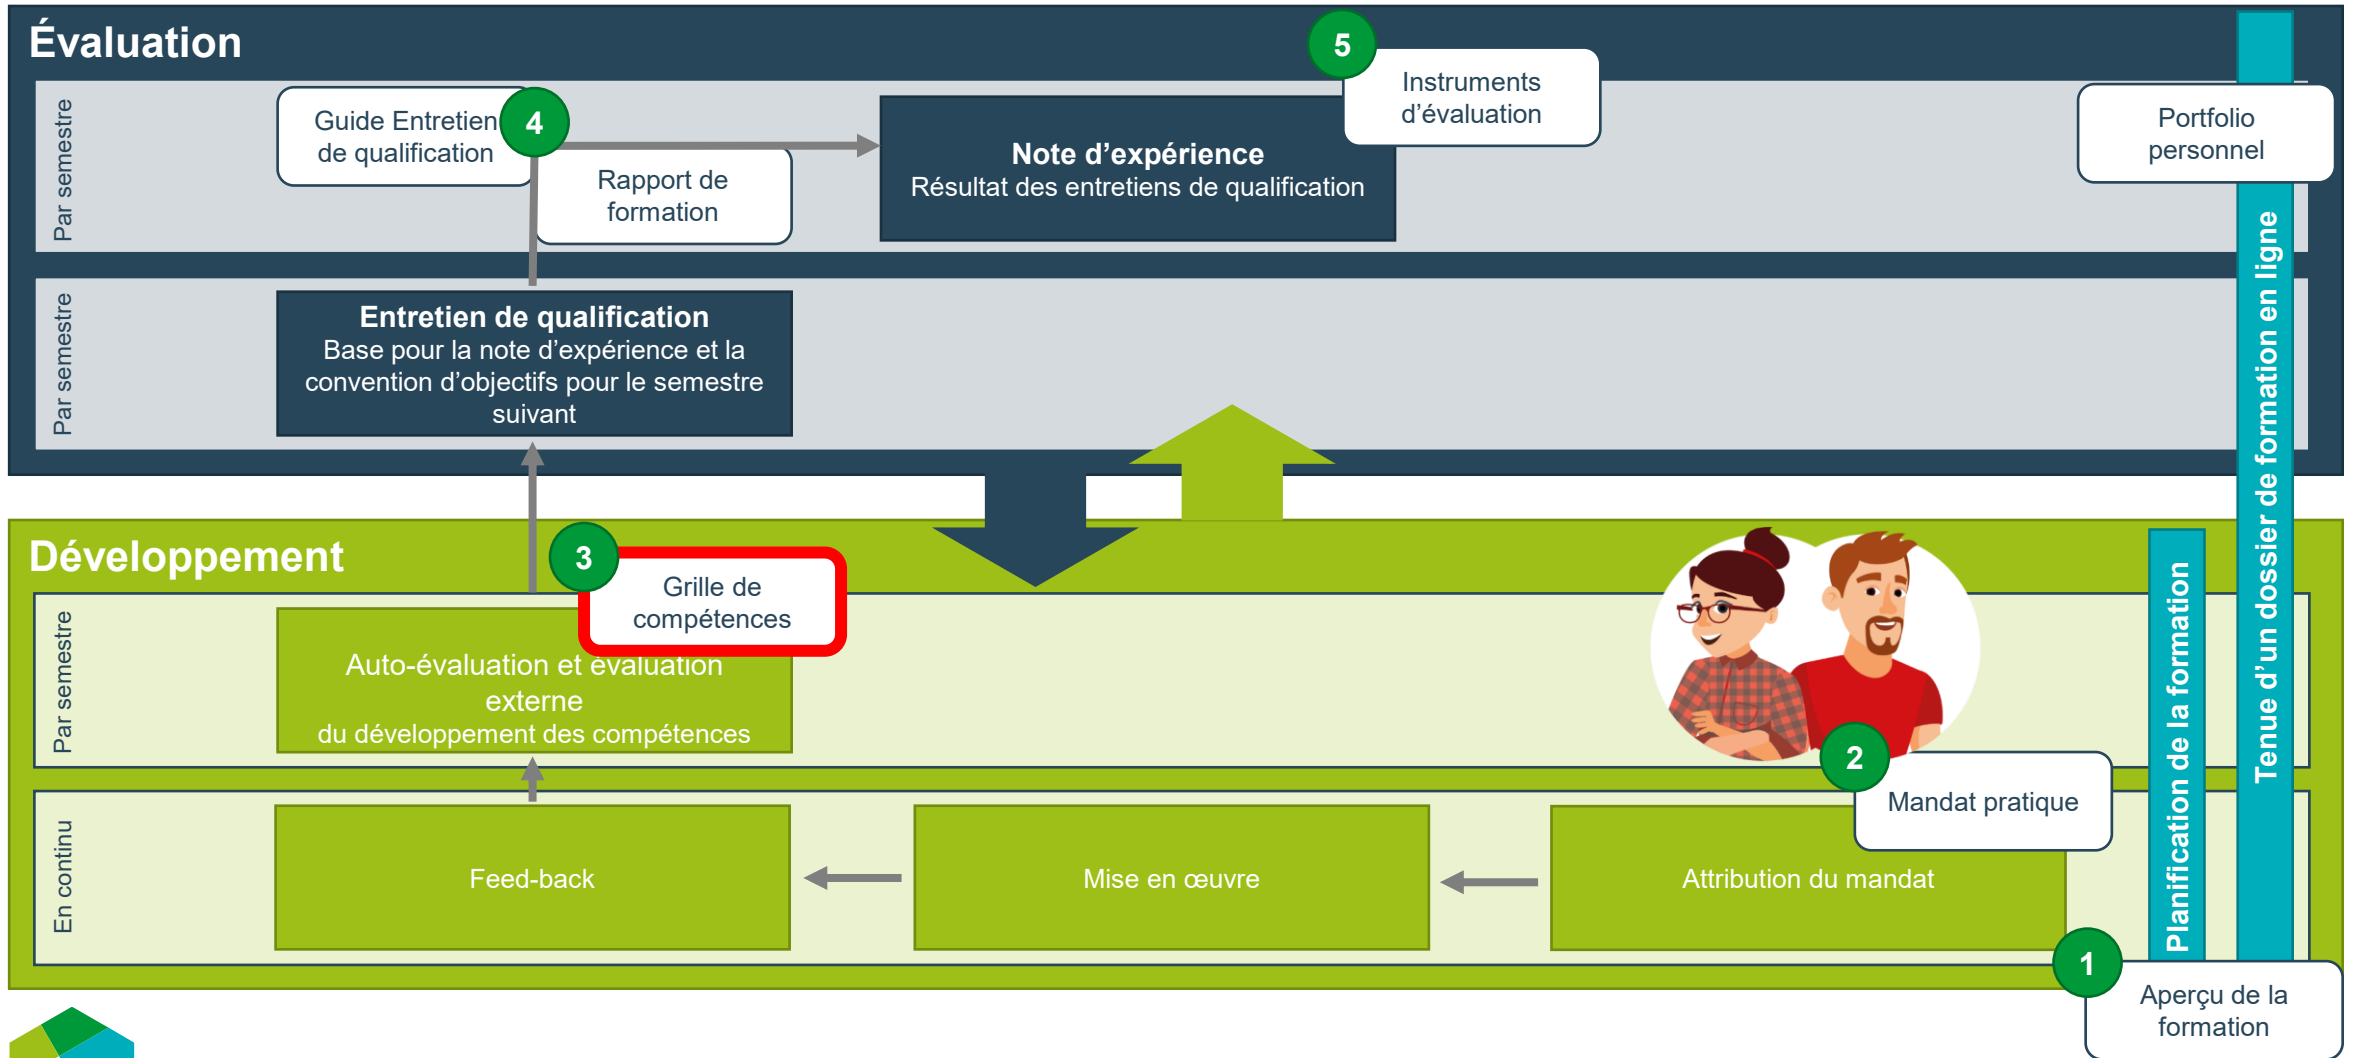 Évaluation
5
Instruments
d’évaluation
Par semestre
Guide Entretien
de qualification
4
Rapport de
formation
Note d’expérience
Résultat des entretiens de qualification
Portfolio
personnel
Par semestre
Entretien de qualification
Base pour la note d’expérience et la
convention d’objectifs pour le semestre
suivant
Tenue d’un dossier de formation en ligne
Développement
3
Grille de
compétences
Par semestre
Auto-évaluation et évaluation
externe
du développement des compétences
2
Mandat pratique
Planification de la formation
En continu
Feed-back
Mise en œuvre
Attribution du mandat
1
Aperçu de la
formation